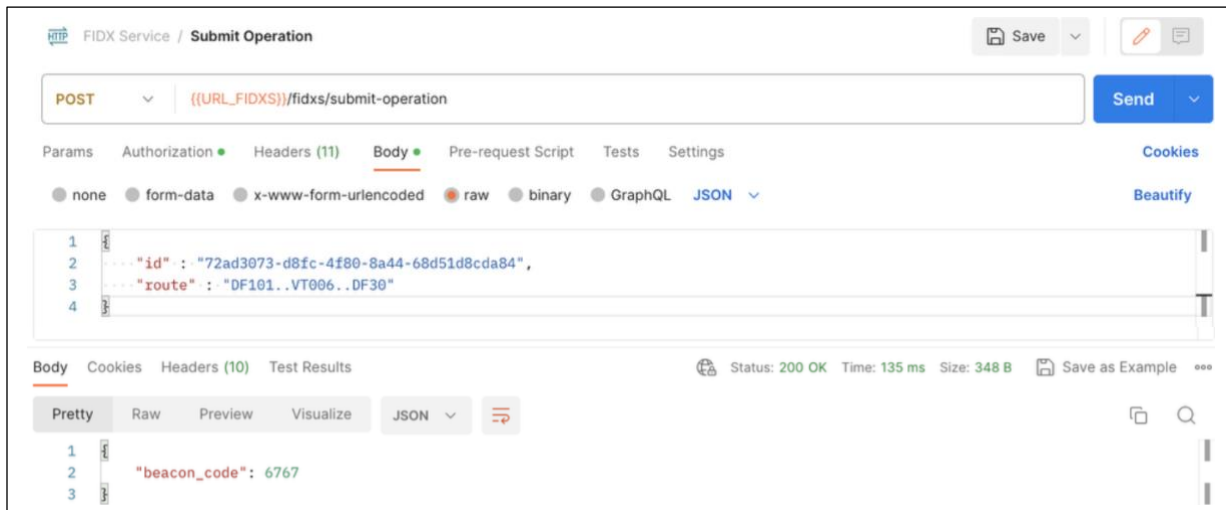 HTTP FIDX Service / Submit Operation Save
POST {{URL_FIDXS}}/fidxs/submit-operation Send
Params Authorization Headers (11) Body Pre-request Script Tests Settings Cookies
none form-data x-www-form-urlencoded raw binary GraphQL JSON Beautify
1 {
2 "id" : "72ad3073-d8fc-4f80-8a44-68d51d8cda84",
3 "route" : "DF101..VT006..DF30"
4 }
Body Cookies Headers (10) Test Results Status: 200 OK Time: 135 ms Size: 348 B Save as Example
Pretty Raw Preview Visualize JSON
1 {
2 "beacon_code": 6767
3 }